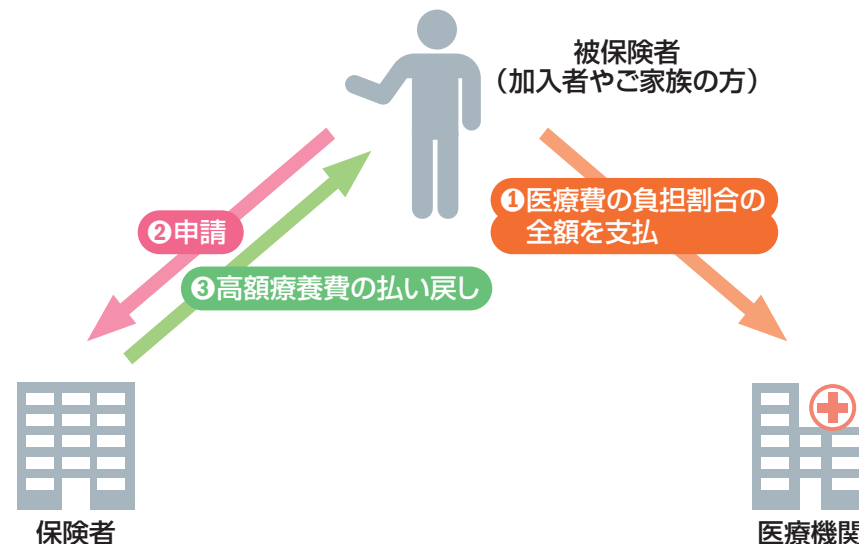 被保険者
（加入者やご家族の方）
❶医療費の負担割合の
全額を支払
❷申請
❸高額療養費の払い戻し
保険者
医療機関